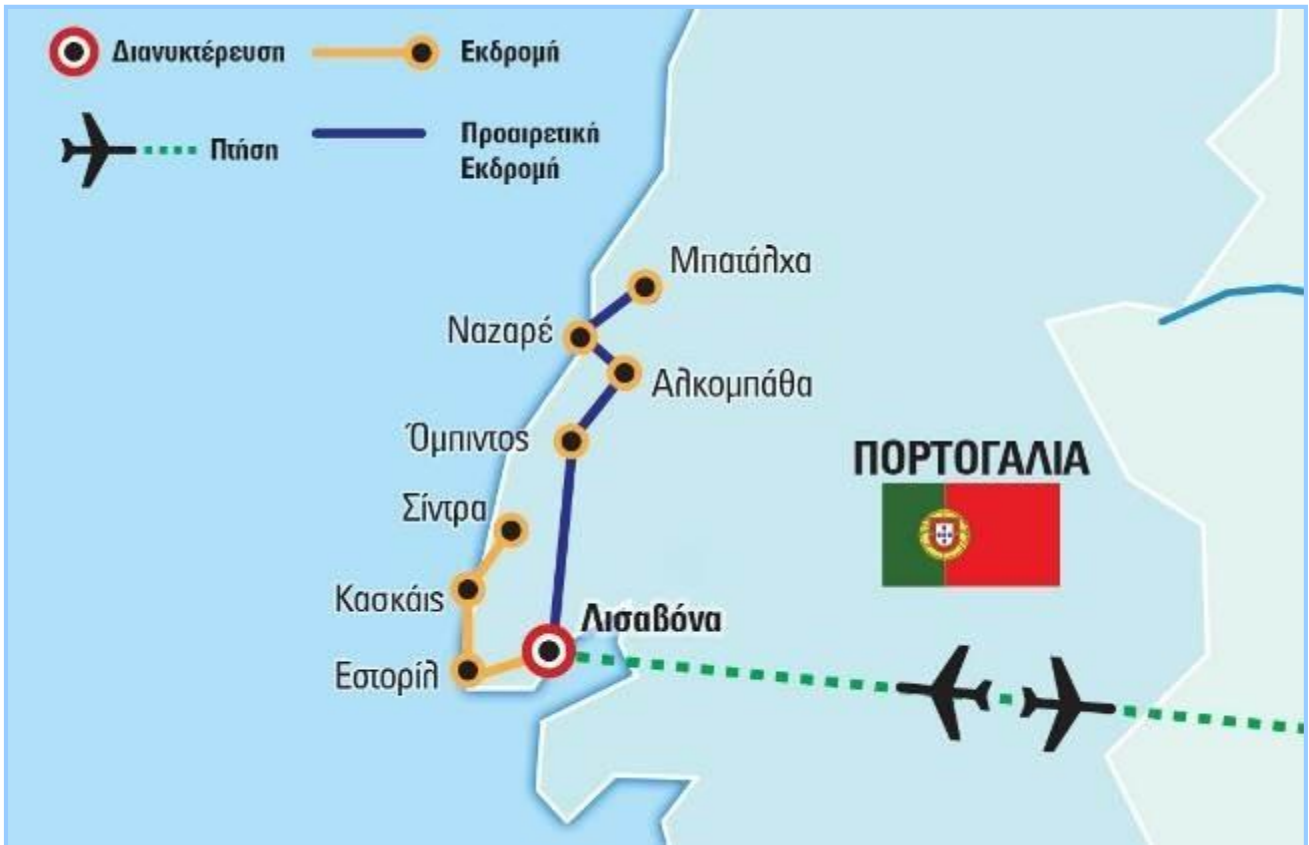 Διανυκτέρευση
Εκδρομή
Πτήση
Προαιρετική
Εκδρομή
Μπατάλχα
Ναζαρέ
Αλκομπάθα
Όμπιντος
ΠΟΡΤΟΓΑΛΙΑ
Σίντρα
Κασκάις
Λισαβόνα
Εστορίλ